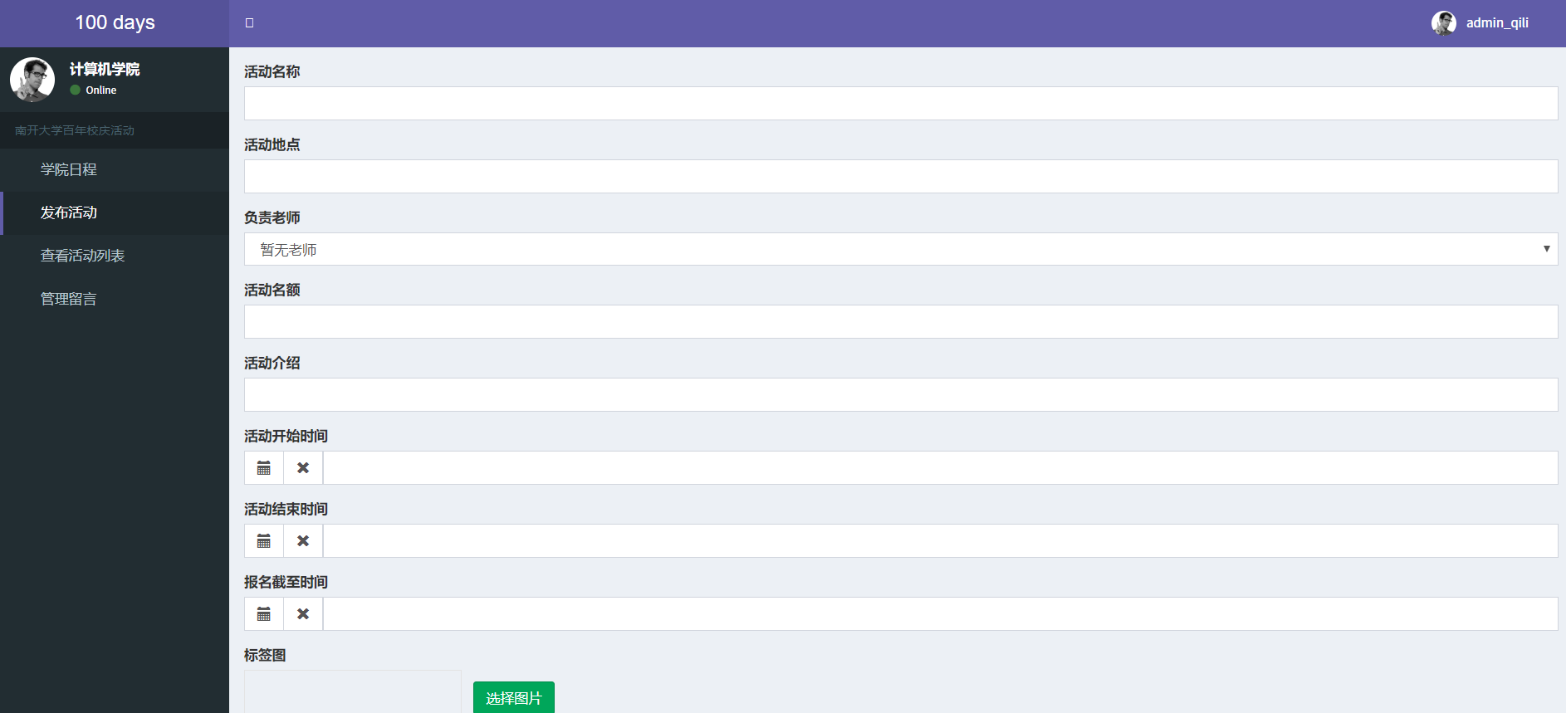 100 days
admin_qili
计算机学院
Online
南开大学百年校庆活动
学院日程
发布活动
查看活动列表
管理留言
活动名称
活动地点
负责老师
暂无老师
活动名额
活动介绍
活动开始时间
活动结束时间
报名截至时间
标签图
选择图片